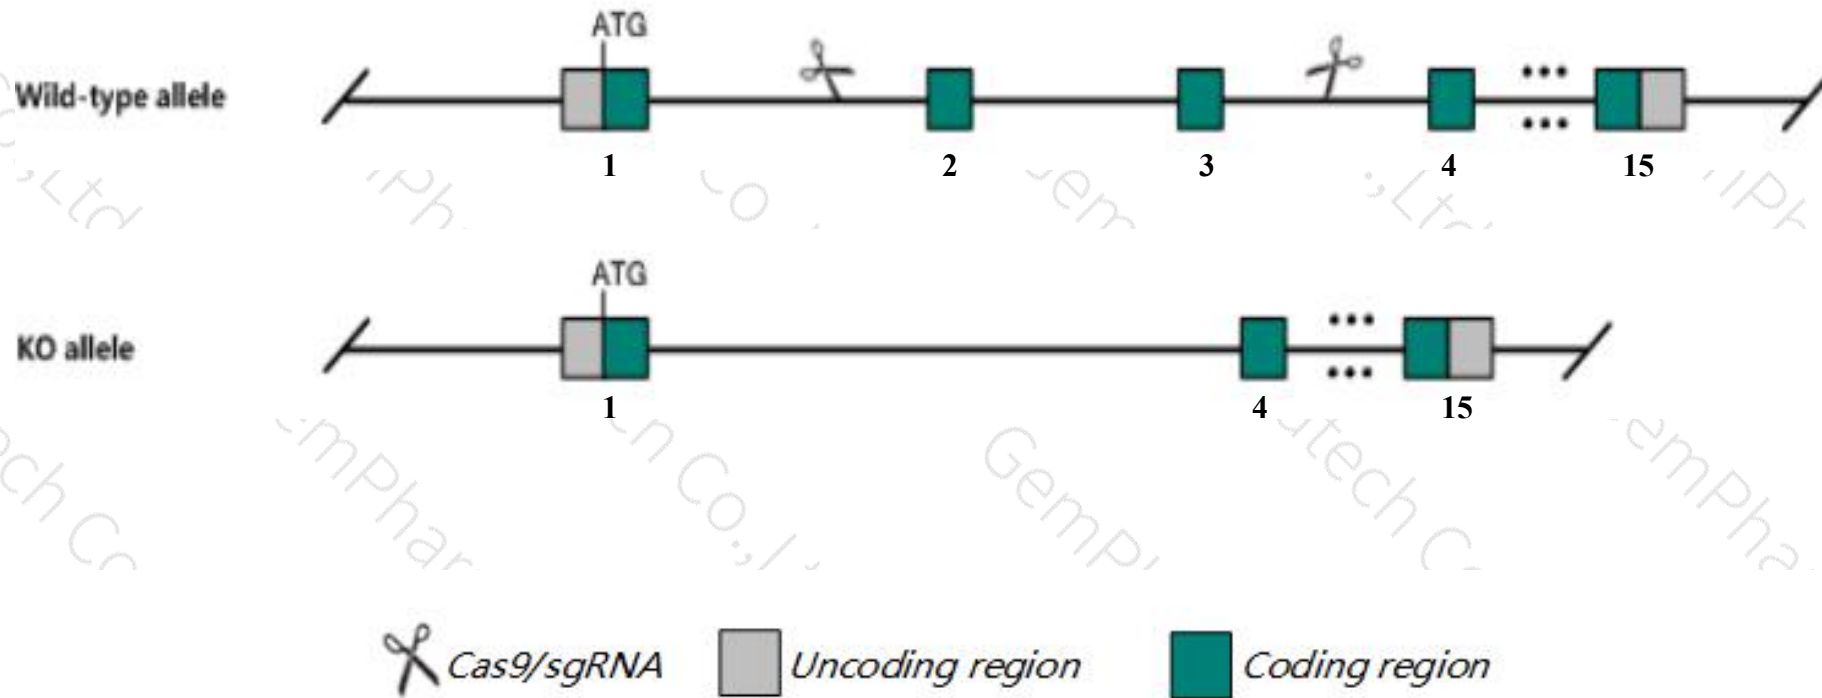 ATG
Wild-type allele
1 2 3 4 15
ATG
KO allele
1 4 15
Cas9/sgRNA Uncoding region Coding region
GemPh